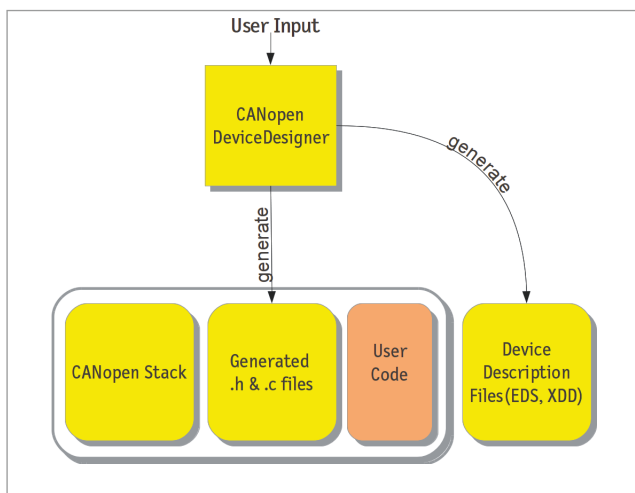 User Input
CANopen
DeviceDesigner
generate
generate
CANopen Stack
Generated
.h & .c files
User
Code
Device
Description
Files(EDS, XDD)